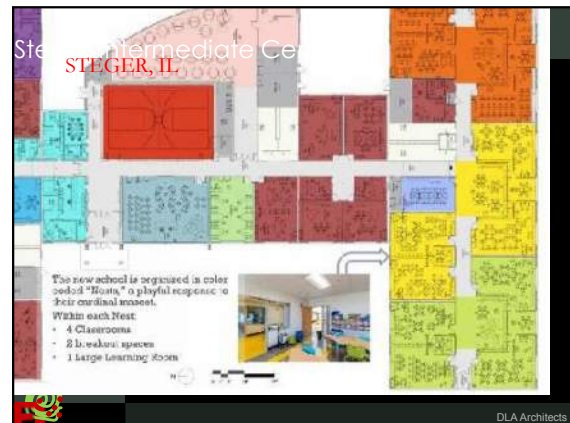 Steger Intermediate Center
STEGER, IL
The new school is organized in color
coded "Nests," a playful response to
their cardinal mascot.
Within each Nest:
· 4 Classrooms
· 2 breakout spaces
· 1 Large Learning Room
N
DLA Architects